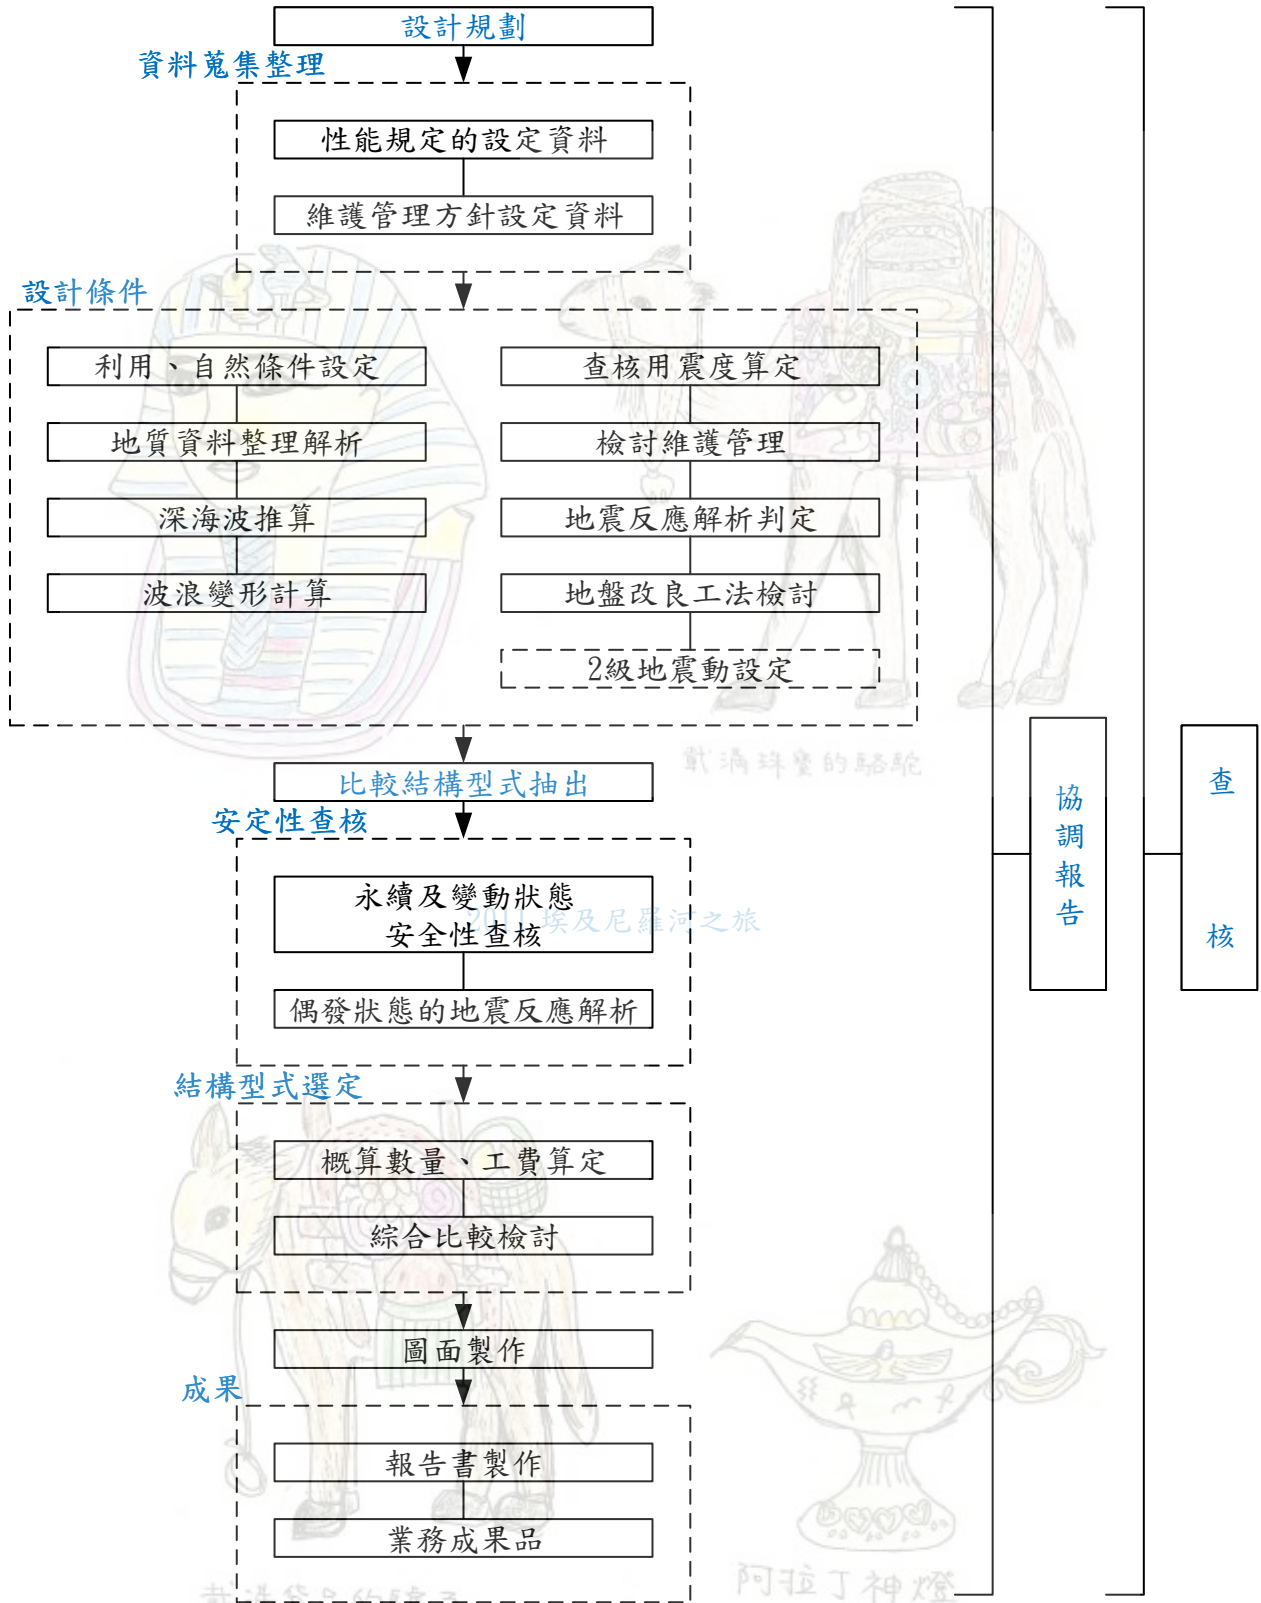 設計規劃
資料蒐集整理
性能規定的設定資料
維護管理方針設定資料
設計條件
利用、自然條件設定
地質資料整理解析
深海波推算
波浪變形計算
查核用震度算定
檢討維護管理
地震反應解析判定
地盤改良工法檢討
2級地震動設定
載滿珠寶的駱駝
比較結構型式抽出
安定性查核
永續及變動狀態
安全性查核
2011 埃及尼羅河之旅
偶發狀態的地震反應解析
結構型式選定
概算數量、工費算定
綜合比較檢討
圖面製作
成果
報告書製作
業務成果品
阿拉丁神燈
協調報告
查核